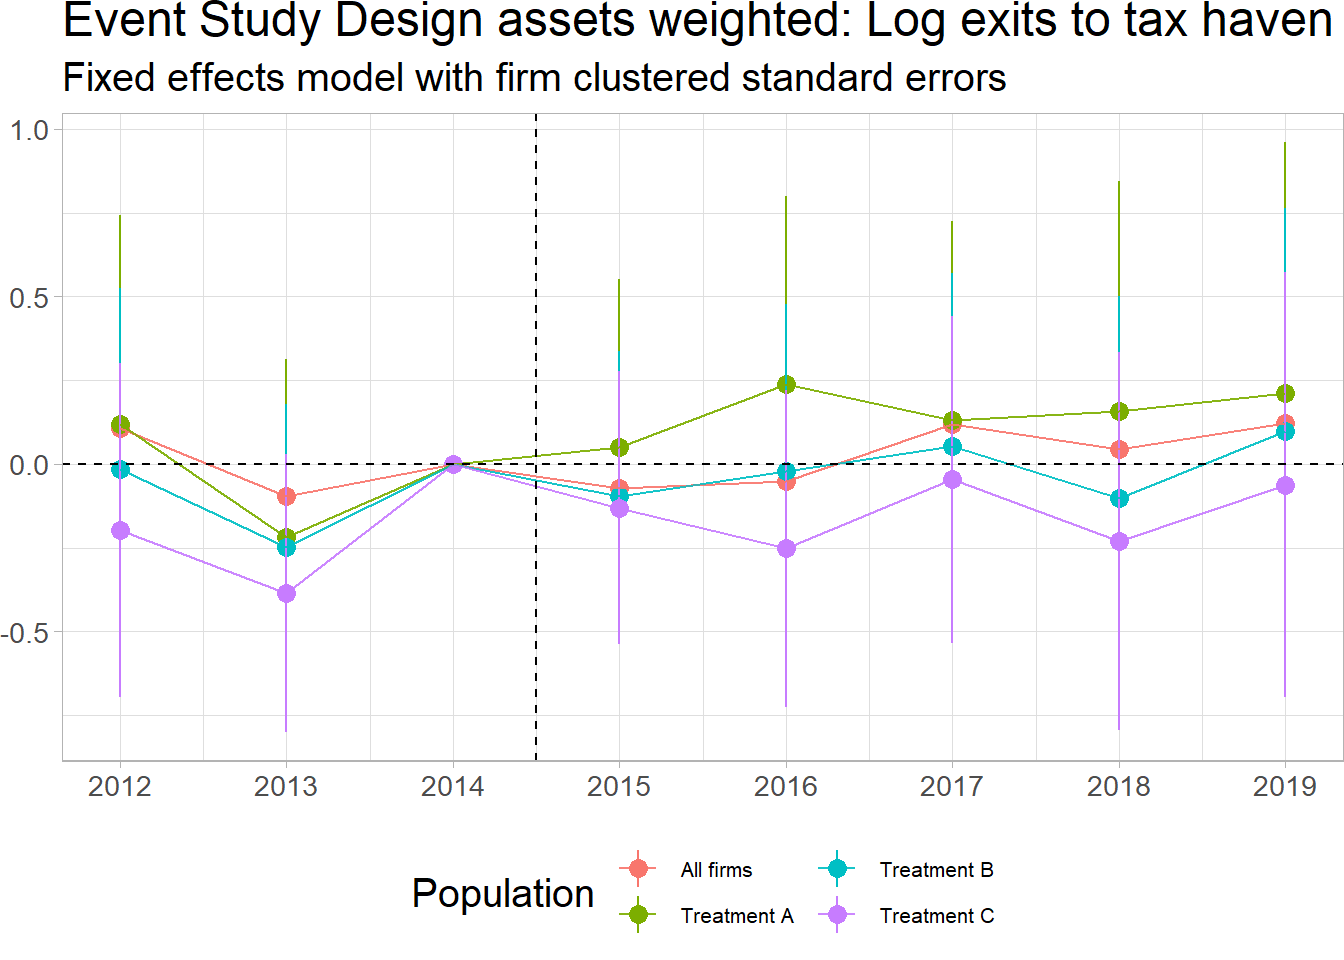 Event Study Design assets weighted: Log exits to tax haven
Fixed effects model with firm clustered standard errors
1.0
0.5
0.0
-0.5
2012 2013 2014 2015 2016 2017 2018 2019
Population
All firms
Treatment A
Treatment B
Treatment C